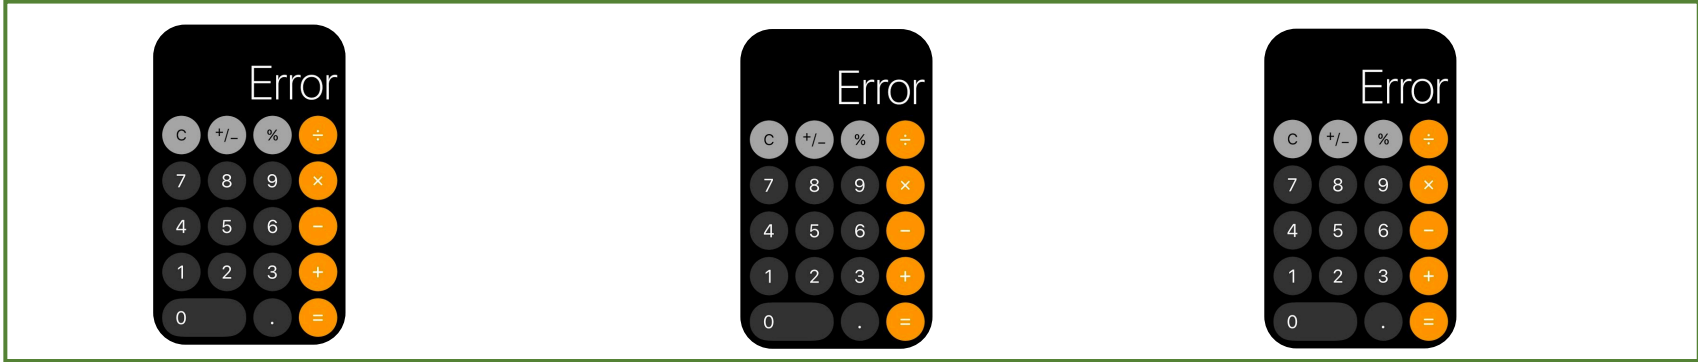 Error
C +/- % ÷
7 8 9 ×
4 5 6 −
1 2 3 +
0 . =
Error
C +/- % ÷
7 8 9 ×
4 5 6 −
1 2 3 +
0 . =
Error
C +/- % ÷
7 8 9 ×
4 5 6 −
1 2 3 +
0 . =